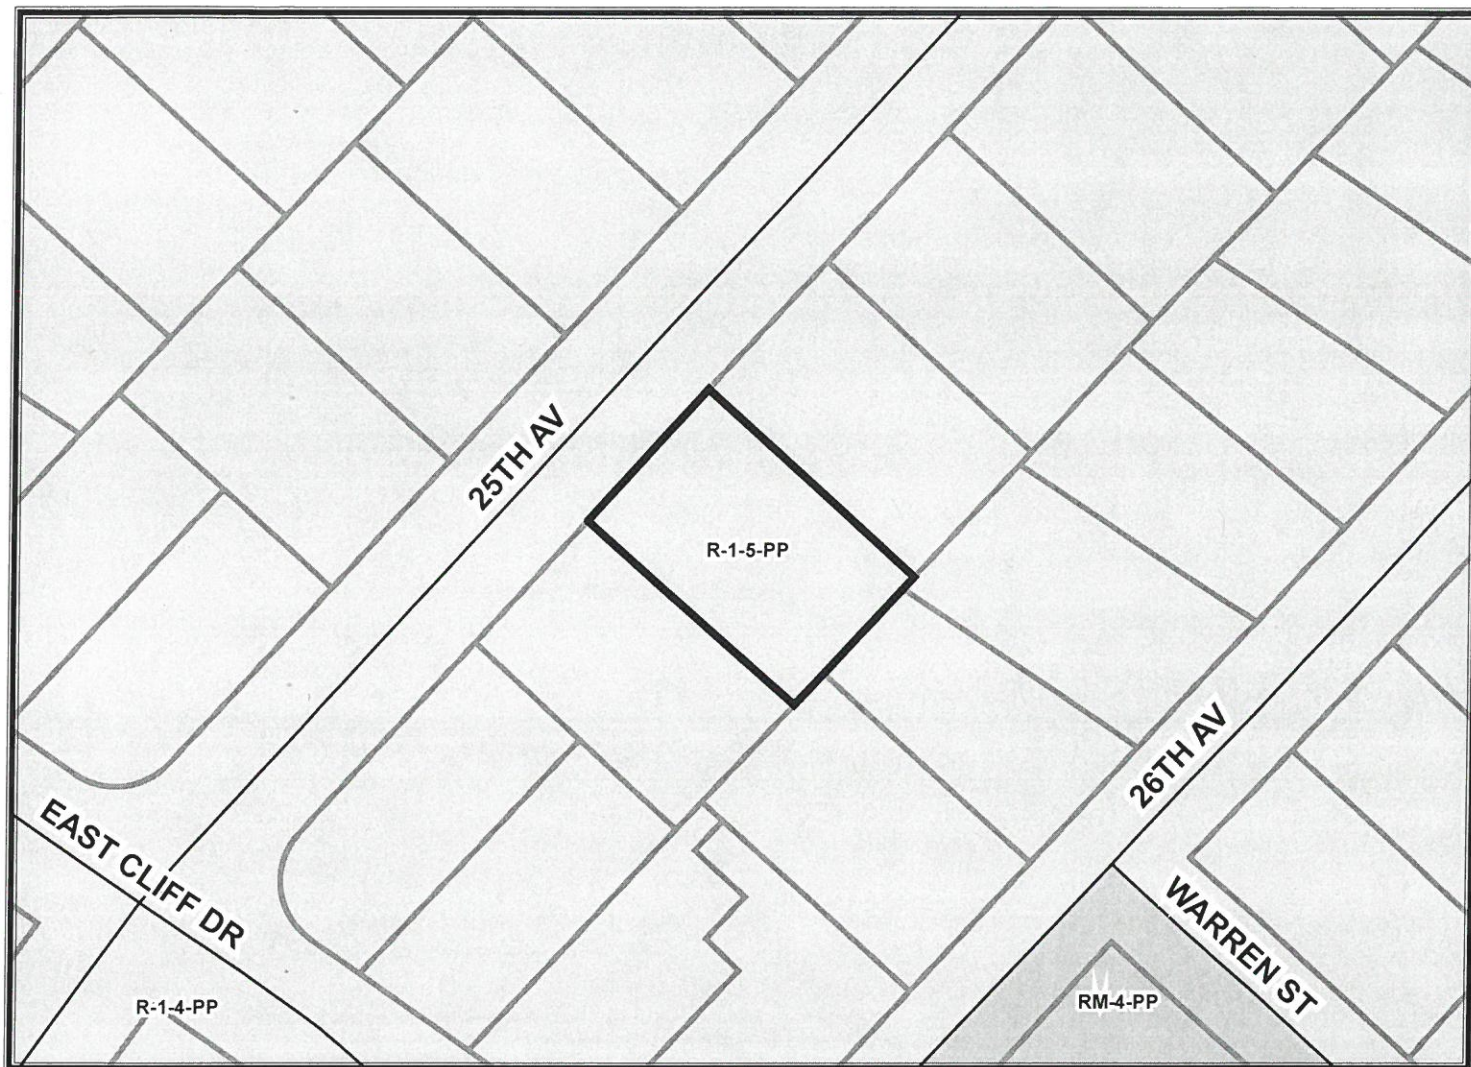 25TH AV
R-1-5-PP
26TH AV
EAST CLIFF DR
WARREN ST
R-1-4-PP
RM-4-PP